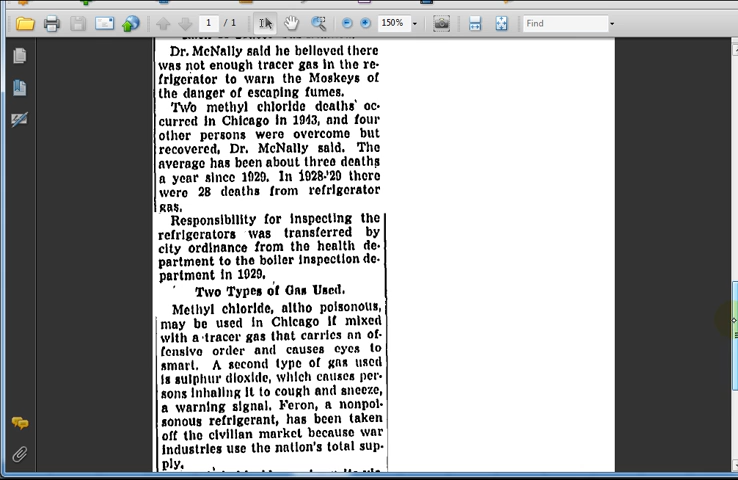 1 / 1
150%
Find
Dr. McNally said he believed there
was not enough tracer gas in the re-
frigerator to warn the Moskeys of
the danger of escaping fumes.
Two methyl chloride deaths oc-
curred in Chicago in 1943, and four
other persons were overcome but
recovered, Dr. McNally said. The
average has been about three deaths
a year since 1929. In 1928-'29 there
were 28 deaths from refrigerator
gas.
Responsibility for inspecting the
refrigerators was transferred by
city ordinance from the health de-
partment to the boiler inspection de-
partment in 1929.
Two Types of Gas Used.
Methyl chloride, altho poisonous,
may be used in Chicago if mixed
with a tracer gas that carries an of-
fensive order and causes eyes to
smart. A second type of gas used
is sulphur dioxide, which causes per-
sons inhaling it to cough and sneeze,
a warning signal. Feron, a nonpoi-
sonous refrigerant, has been taken
off the civilian market because war
industries use the nation's total sup-
ply.